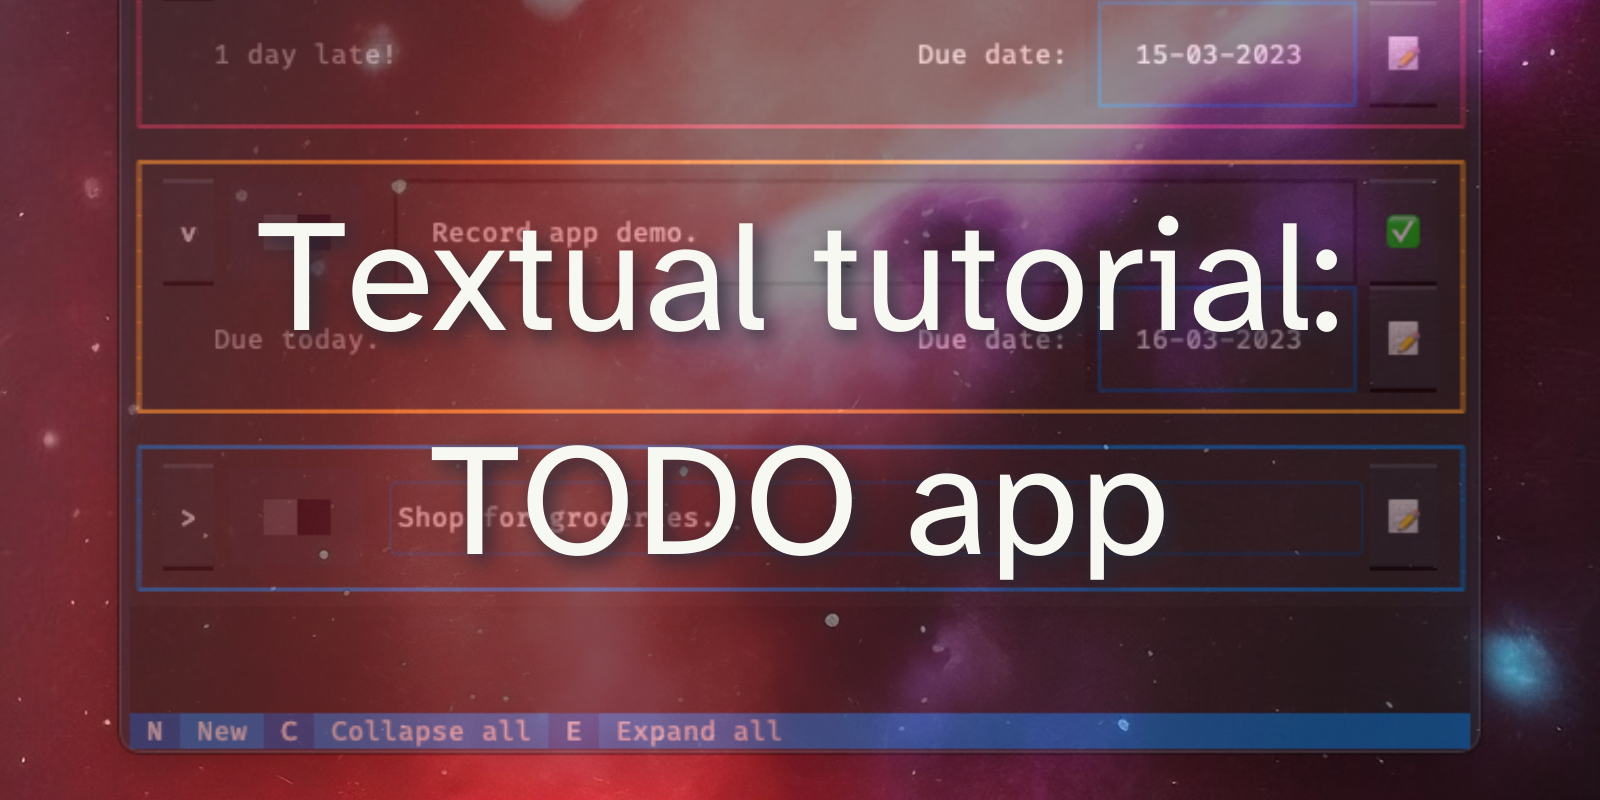 1 day late! Due date: 15-03-2023
v Record app demo.
Textual tutorial:
Due today. Due date: 16-03-2023
> Shop for groceries.
TODO app
N New C Collapse all E Expand all